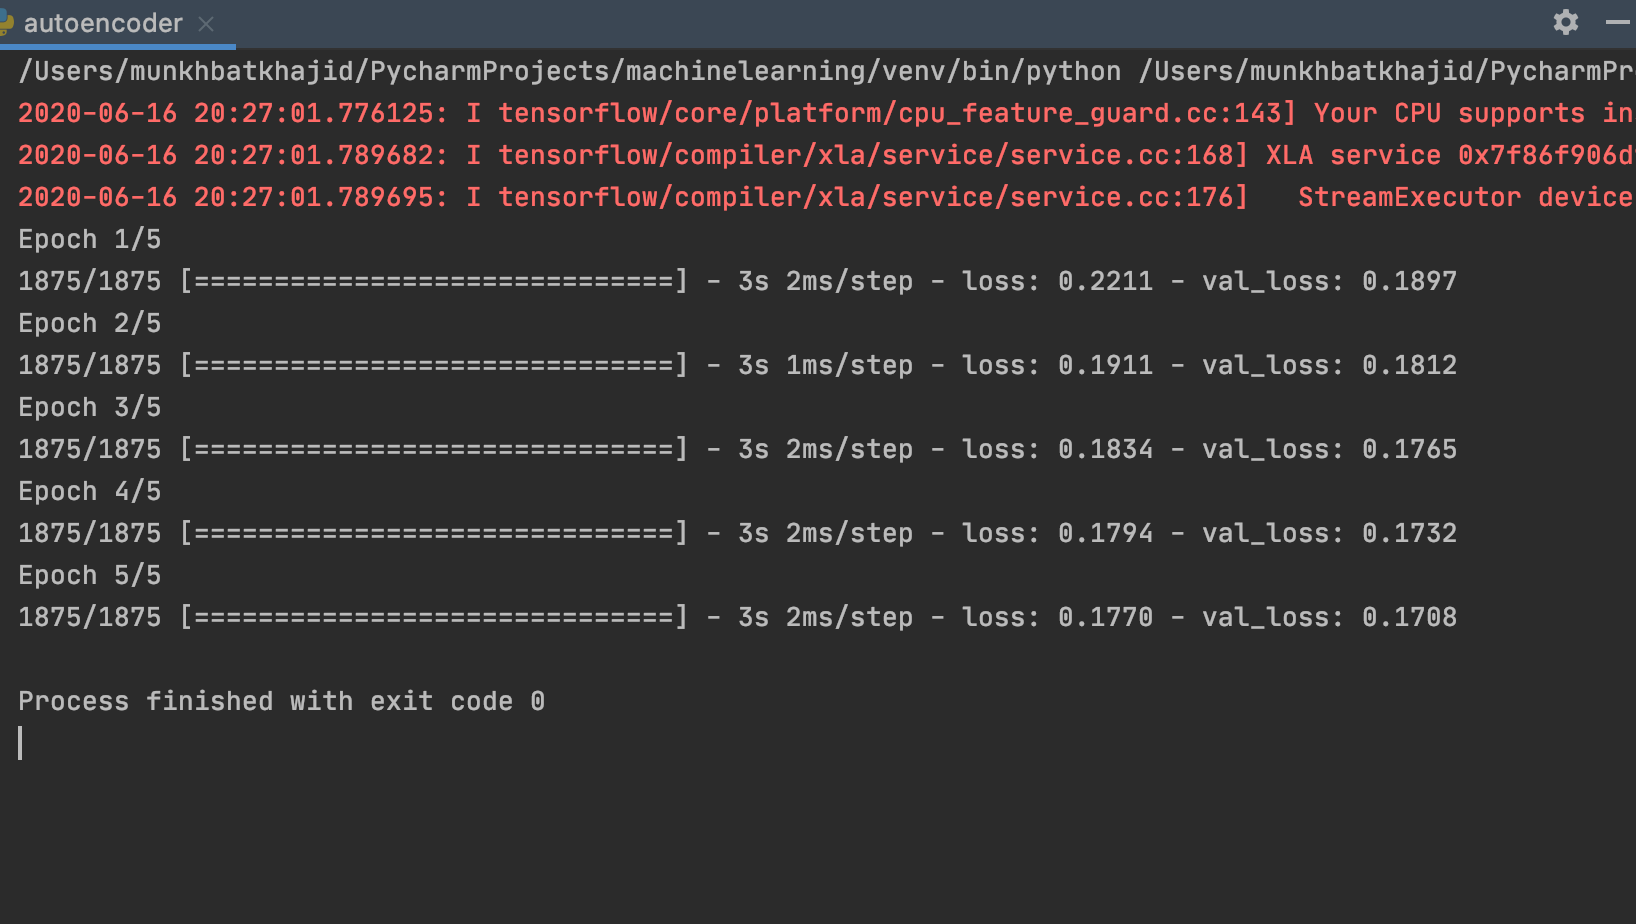 autoencoder
/Users/munkhbatkhajid/PycharmProjects/machinelearning/venv/bin/python /Users/munkhbatkhajid/PycharmPr
2020-06-16 20:27:01.776125: I tensorflow/core/platform/cpu_feature_guard.cc:143] Your CPU supports in
2020-06-16 20:27:01.789682: I tensorflow/compiler/xla/service/service.cc:168] XLA service 0x7f86f906d
2020-06-16 20:27:01.789695: I tensorflow/compiler/xla/service/service.cc:176]   StreamExecutor device
Epoch 1/5
1875/1875 [==============================] - 3s 2ms/step - loss: 0.2211 - val_loss: 0.1897
Epoch 2/5
1875/1875 [==============================] - 3s 1ms/step - loss: 0.1911 - val_loss: 0.1812
Epoch 3/5
1875/1875 [==============================] - 3s 2ms/step - loss: 0.1834 - val_loss: 0.1765
Epoch 4/5
1875/1875 [==============================] - 3s 2ms/step - loss: 0.1794 - val_loss: 0.1732
Epoch 5/5
1875/1875 [==============================] - 3s 2ms/step - loss: 0.1770 - val_loss: 0.1708
Process finished with exit code 0